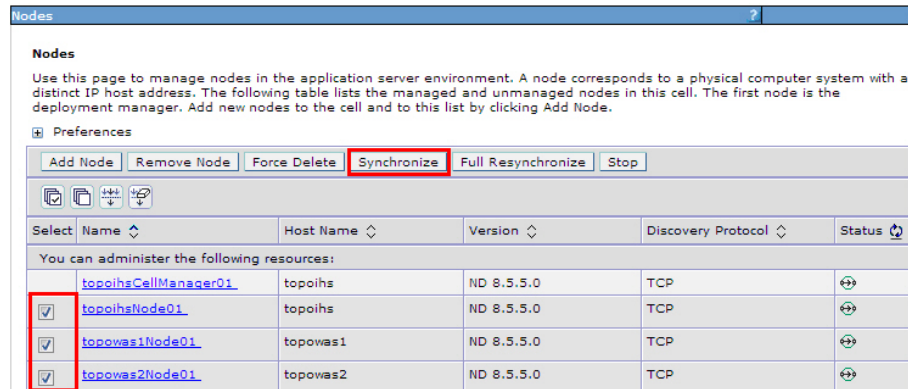 Nodes ?
Nodes
Use this page to manage nodes in the application server environment. A node corresponds to a physical computer system with a
distinct IP host address. The following table lists the managed and unmanaged nodes in this cell. The first node is the
deployment manager. Add new nodes to the cell and to this list by clicking Add Node.
Preferences
Add Node Remove Node Force Delete Synchronize Full Resynchronize Stop
Select Name Host Name Version Discovery Protocol Status
You can administer the following resources:
topoihsCellManager01 topoihs ND 8.5.5.0 TCP
topoihsNode01 topoihs ND 8.5.5.0 TCP
topowas1Node01 topowas1 ND 8.5.5.0 TCP
topowas2Node01 topowas2 ND 8.5.5.0 TCP